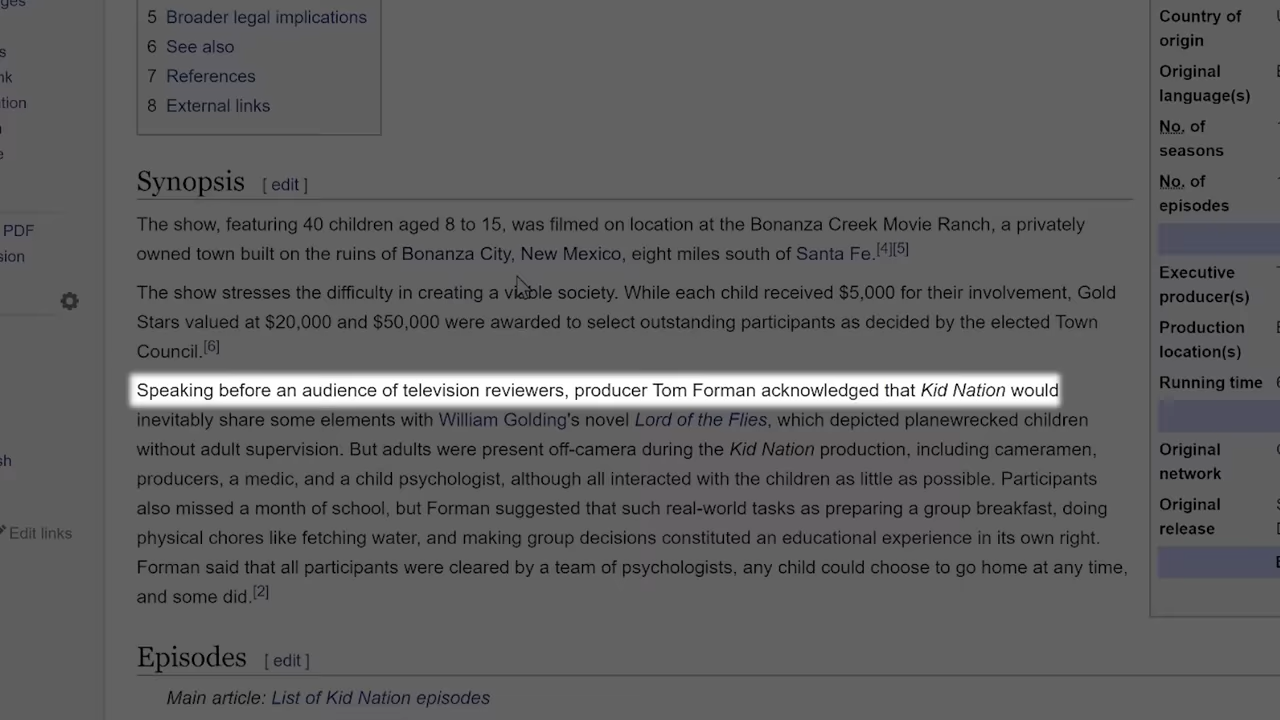 ges
5 Broader legal implications
6 See also
7 References
8 External links
nk
tion
PDF
sion
sh
Edit links
Synopsis [ edit ]
The show, featuring 40 children aged 8 to 15, was filmed on location at the Bonanza Creek Movie Ranch, a privately
owned town built on the ruins of Bonanza City, New Mexico, eight miles south of Santa Fe.[4][5]
The show stresses the difficulty in creating a viable society. While each child received $5,000 for their involvement, Gold
Stars valued at $20,000 and $50,000 were awarded to select outstanding participants as decided by the elected Town
Council.[6]
Speaking before an audience of television reviewers, producer Tom Forman acknowledged that Kid Nation would
inevitably share some elements with William Golding's novel Lord of the Flies, which depicted planewrecked children
without adult supervision. But adults were present off-camera during the Kid Nation production, including cameramen,
producers, a medic, and a child psychologist, although all interacted with the children as little as possible. Participants
also missed a month of school, but Forman suggested that such real-world tasks as preparing a group breakfast, doing
physical chores like fetching water, and making group decisions constituted an educational experience in its own right.
Forman said that all participants were cleared by a team of psychologists, any child could choose to go home at any time,
and some did.[2]
Episodes [ edit ]
Main article: List of Kid Nation episodes
Country of
origin
Original
language(s)
No. of
seasons
No. of
episodes
Executive
producer(s)
Production
location(s)
Running time
Original
network
Original
release